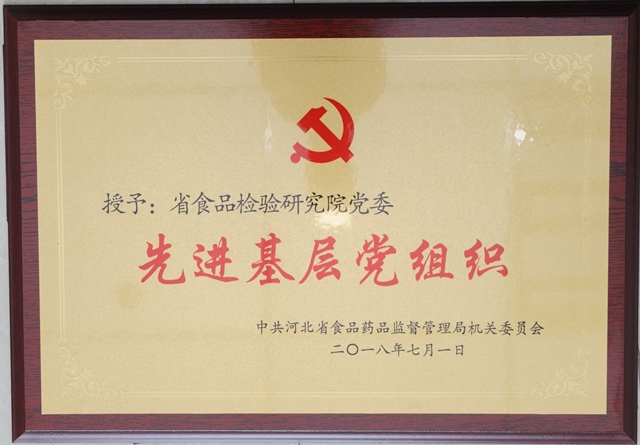 授予：省食品检验研究院党委
先进基层党组织
中共河北省食品药品监督管理局机关委员会
二〇一八年七月一日